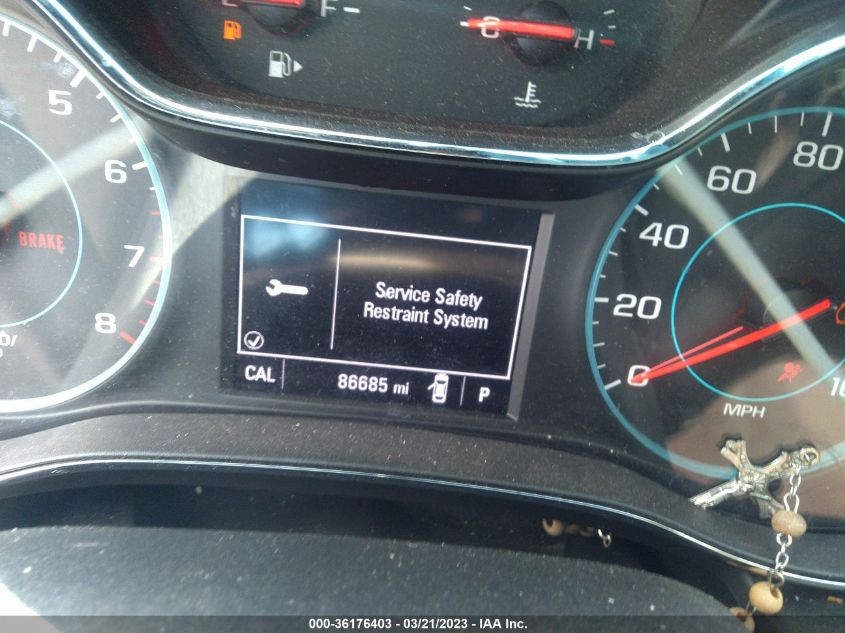 F
C
H
5
6
7
8
BRAKE
Service Safety
Restraint System
CAL
86685 mi
P
0
20
40
60
80
MPH
000-36176403 - 03/21/2023 - IAA Inc.